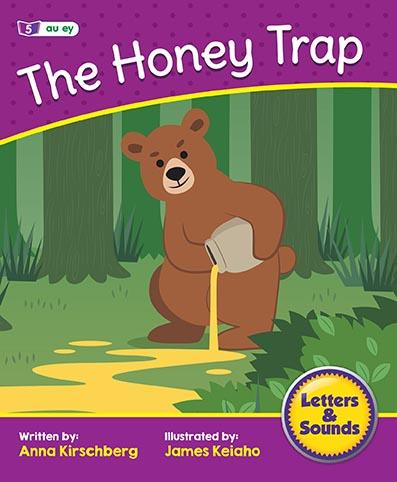 5 au ey
The Honey Trap
Letters
&
Sounds
Written by:
Anna Kirschberg
Illustrated by:
James Keiaho